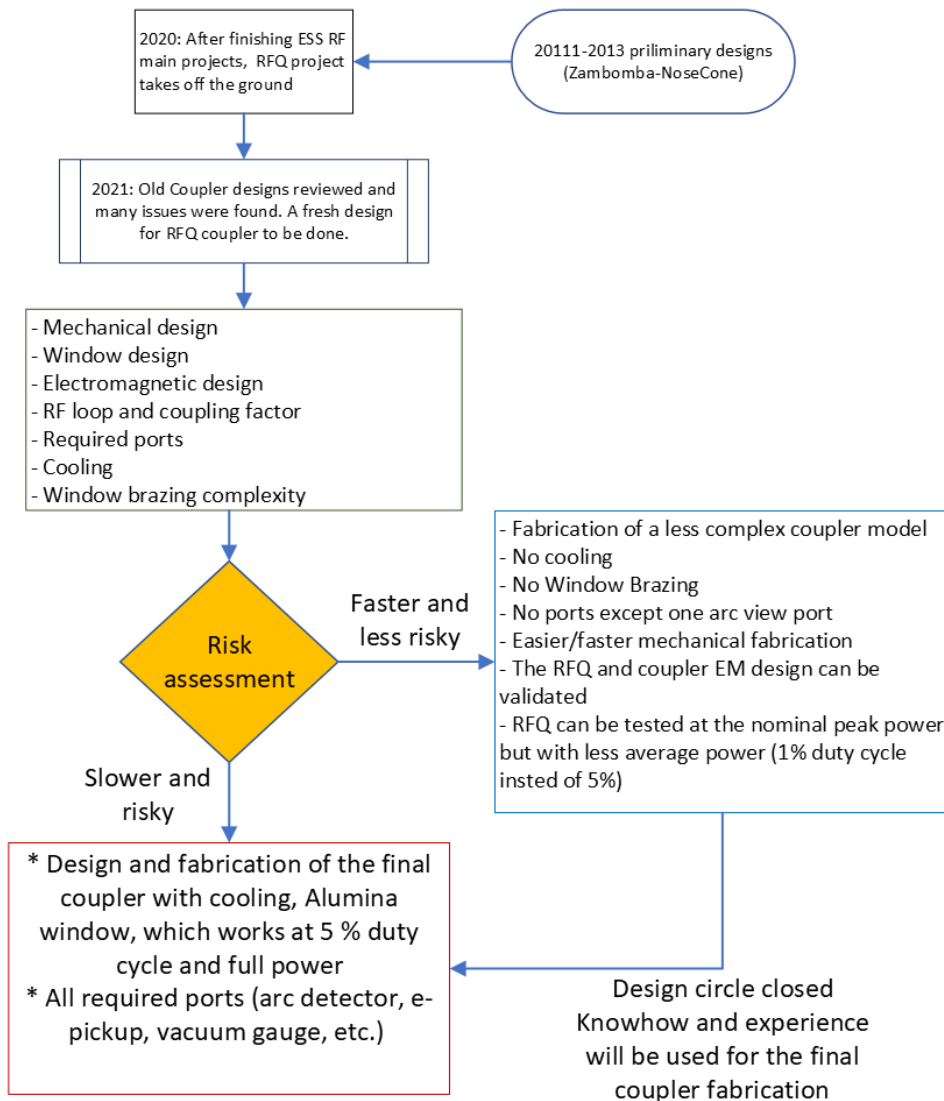 2020: After finishing ESS RF
main projects,  RFQ project
takes off the ground
20111-2013 priliminary designs
(Zambomba-NoseCone)
2021: Old Coupler designs reviewed and
many issues were found. A fresh design
for RFQ coupler to be done.
- Mechanical design
- Window design
- Electromagnetic design
- RF loop and coupling factor
- Required ports
- Cooling
- Window brazing complexity
Risk
assessment
Faster and
less risky
- Fabrication of a less complex coupler model
- No cooling
- No Window Brazing
- No ports except one arc view port
- Easier/faster mechanical fabrication
- The RFQ and coupler EM design can be
validated
- RFQ can be tested at the nominal peak power
but with less average power (1% duty cycle
insted of 5%)
Slower and
risky
* Design and fabrication of the final
coupler with cooling, Alumina
window, which works at 5 % duty
cycle and full power
* All required ports (arc detector, e-
pickup, vacuum gauge, etc.)
Design circle closed
Knowhow and experience
will be used for the final
coupler fabrication